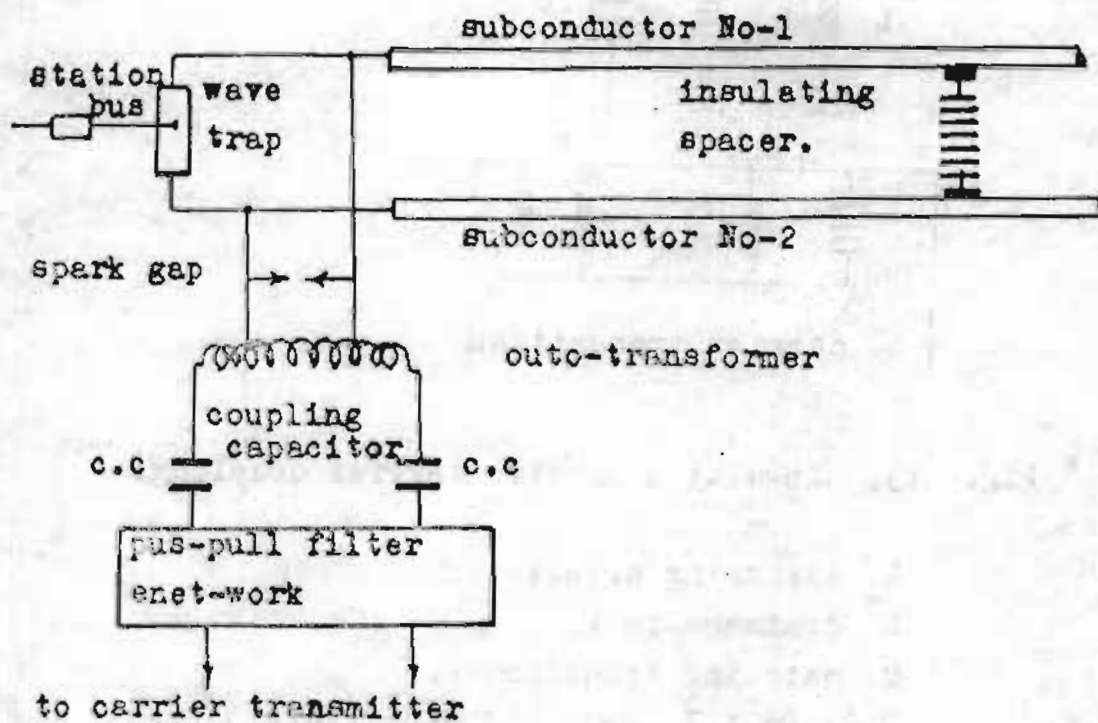 subconductor No-1
station
bus
wave
trap
insulating
spacer.
subconductor No-2
spark gap
outo-transformer
coupling
capacitor
c.c
c.c
pus-pull filter
enet-work
to carrier transmitter